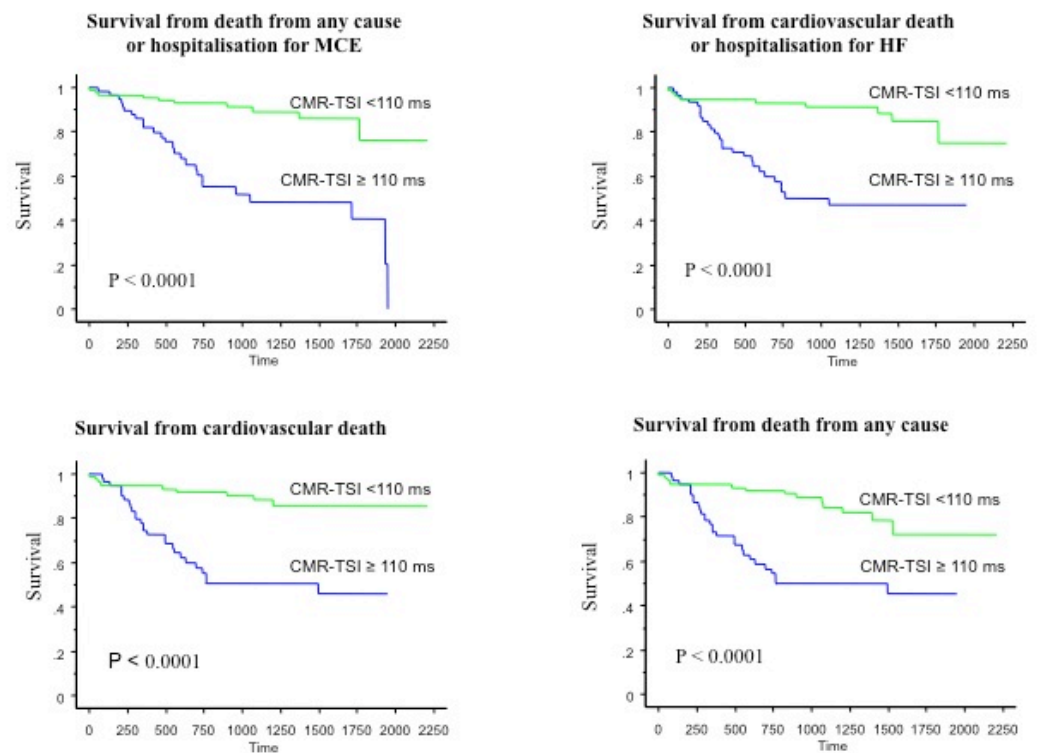 Survival from death from any cause
or hospitalisation for MCE
1
.8
.6
.4
.2
0
Survival
CMR-TSI <110 ms
CMR-TSI ≥ 110 ms
P < 0.0001
0 250 500 750 1000 1250 1500 1750 2000 2250
Time
Survival from cardiovascular death
or hospitalisation for HF
1
.8
.6
.4
.2
0
Survival
CMR-TSI <110 ms
CMR-TSI ≥ 110 ms
P < 0.0001
0 250 500 750 1000 1250 1500 1750 2000 2250
Time
Survival from cardiovascular death
1
.8
.6
.4
.2
0
Survival
CMR-TSI <110 ms
CMR-TSI ≥ 110 ms
P < 0.0001
0 250 500 750 1000 1250 1500 1750 2000 2250
Time
Survival from death from any cause
1
.8
.6
.4
.2
0
Survival
CMR-TSI <110 ms
CMR-TSI ≥ 110 ms
P < 0.0001
0 250 500 750 1000 1250 1500 1750 2000 2250
Time